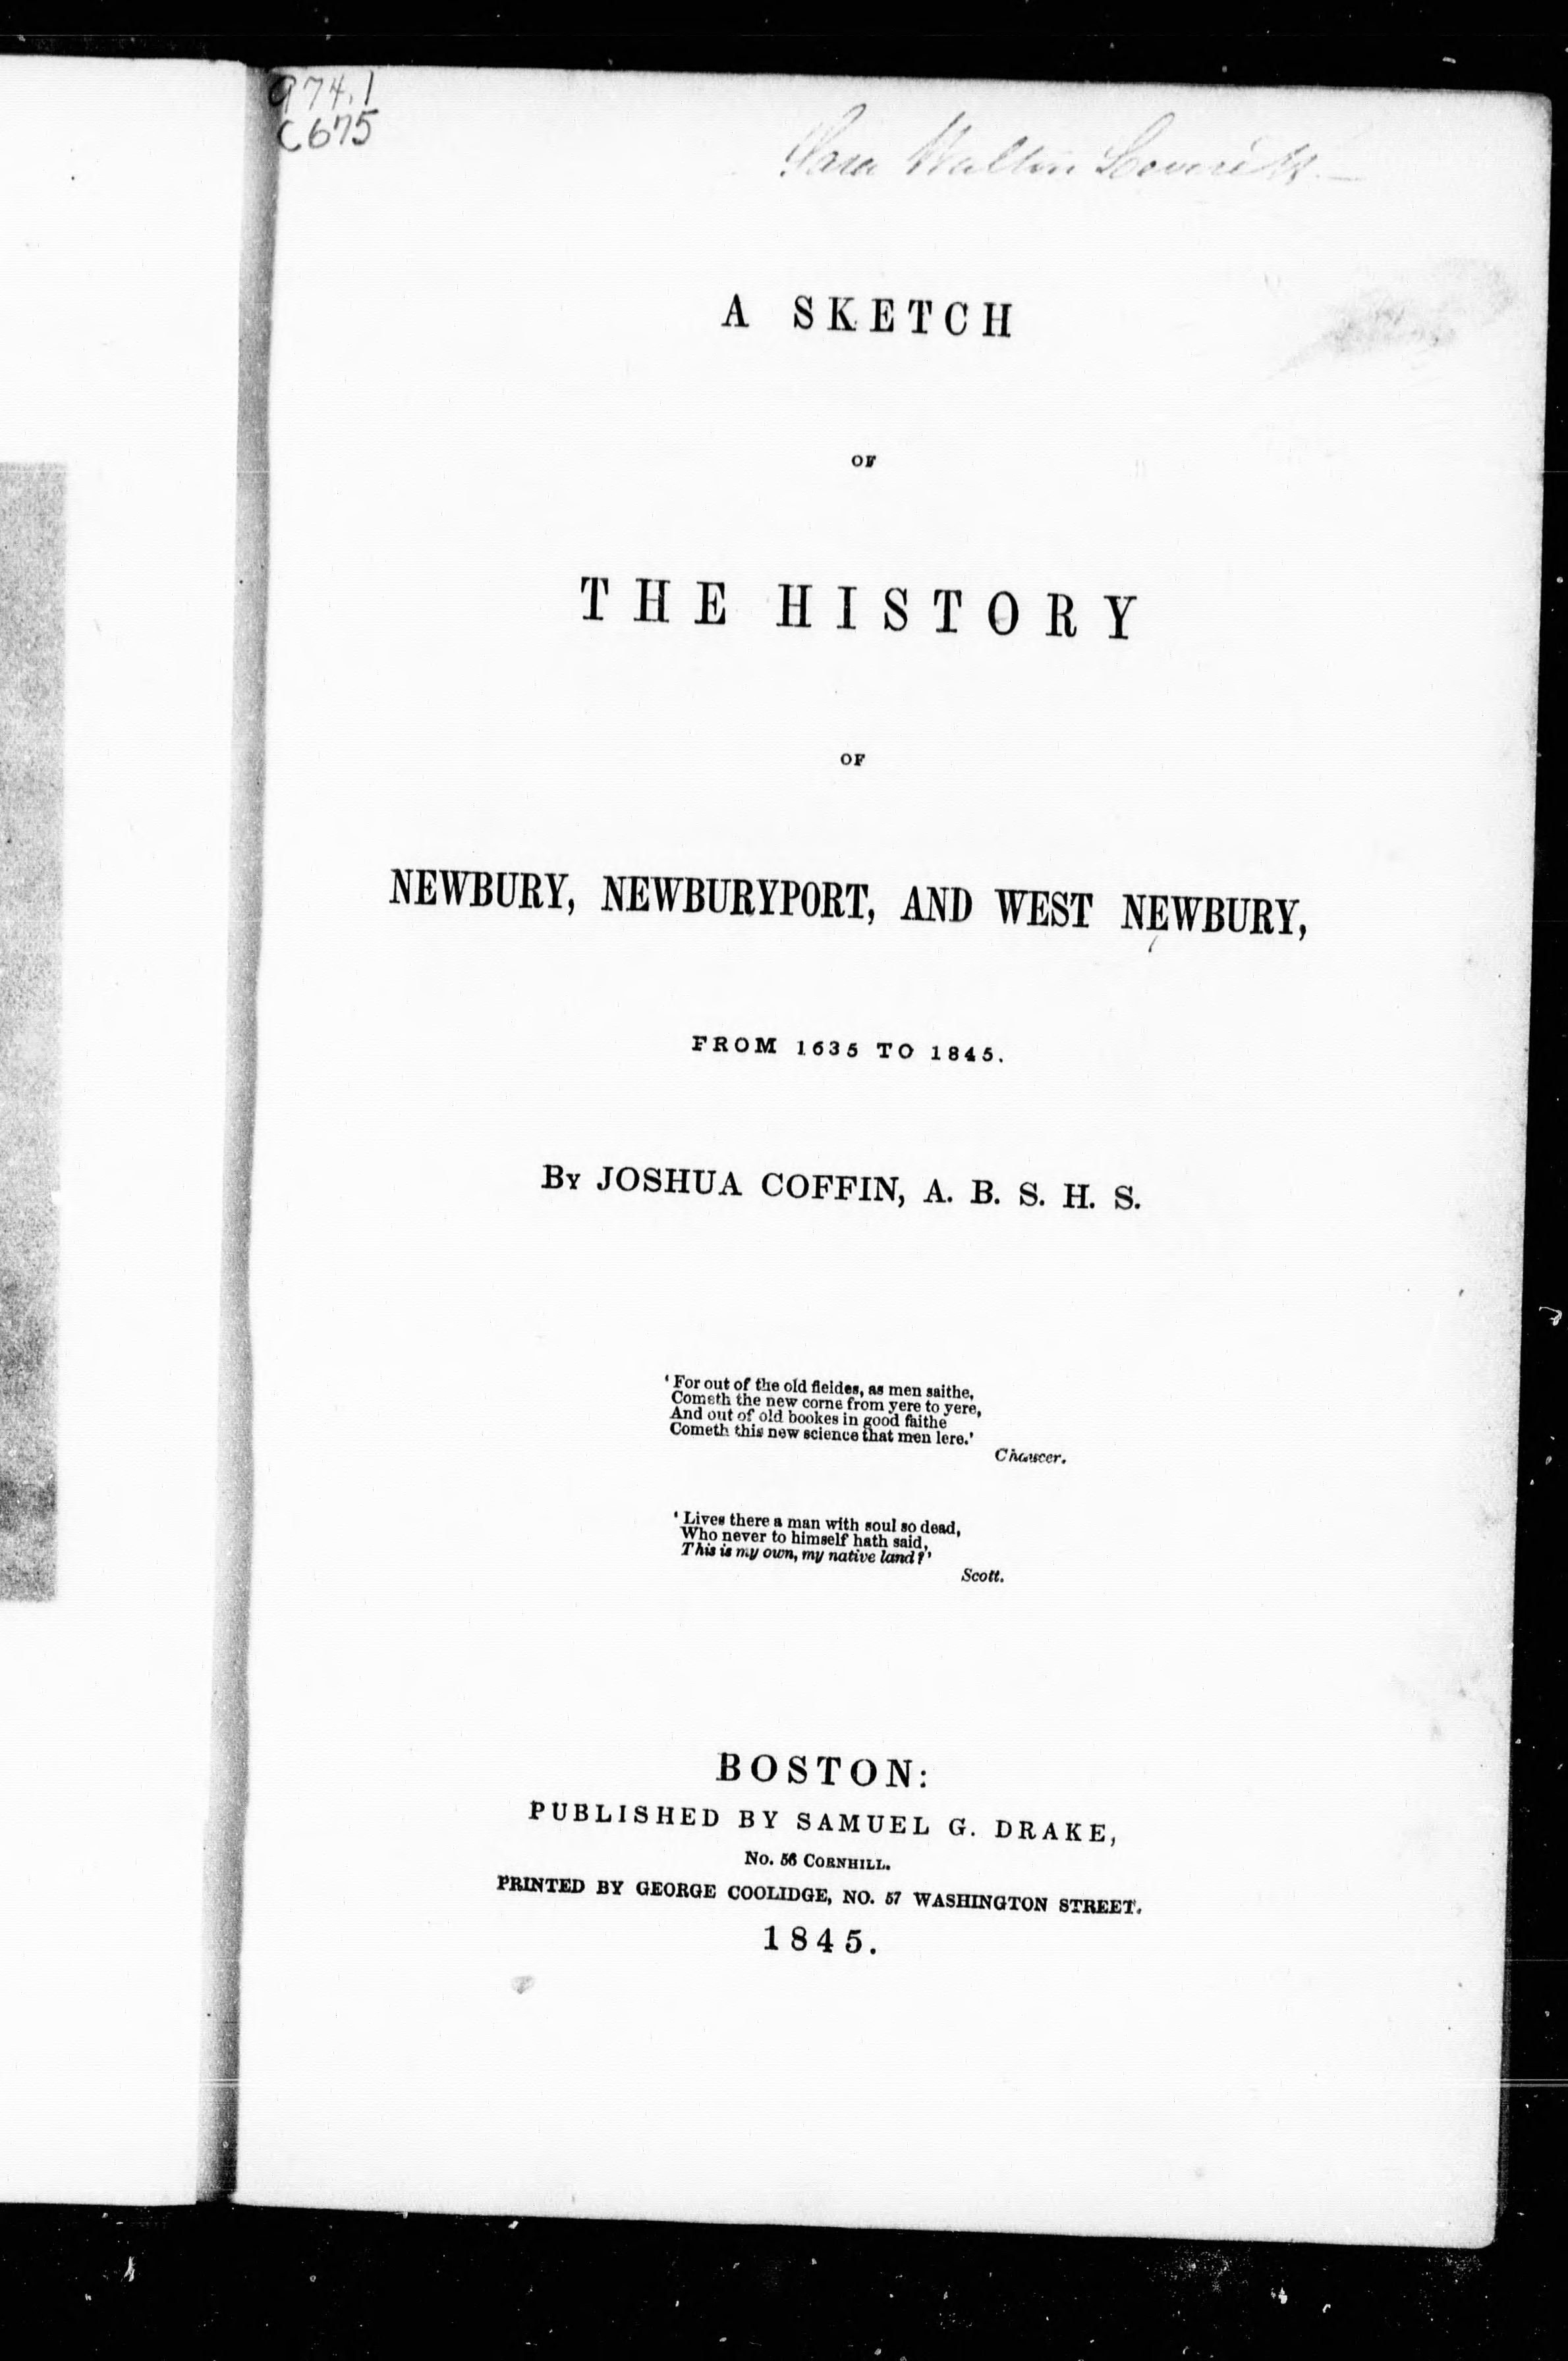 974.1
C675
Walton
A SKETCH
OF
THE HISTORY
OF
NEWBURY, NEWBURYPORT, AND WEST NEWBURY,
FROM 1635 TO 1845.
BY JOSHUA COFFIN, A. B. S. H. S.
‘For out of the old fieldes, as men saithe,
Cometh the new corne from yere to yere,
And out of old bookes in good faithe
Cometh this new science that men lere.’
Chaucer.
‘Lives there a man with soul so dead,
Who never to himself hath said,
This is my own, my native land?’
Scott.
BOSTON:
PUBLISHED BY SAMUEL G. DRAKE,
No. 56 CORNHILL.
PRINTED BY GEORGE COOLIDGE, NO. 57 WASHINGTON STREET.
1845.